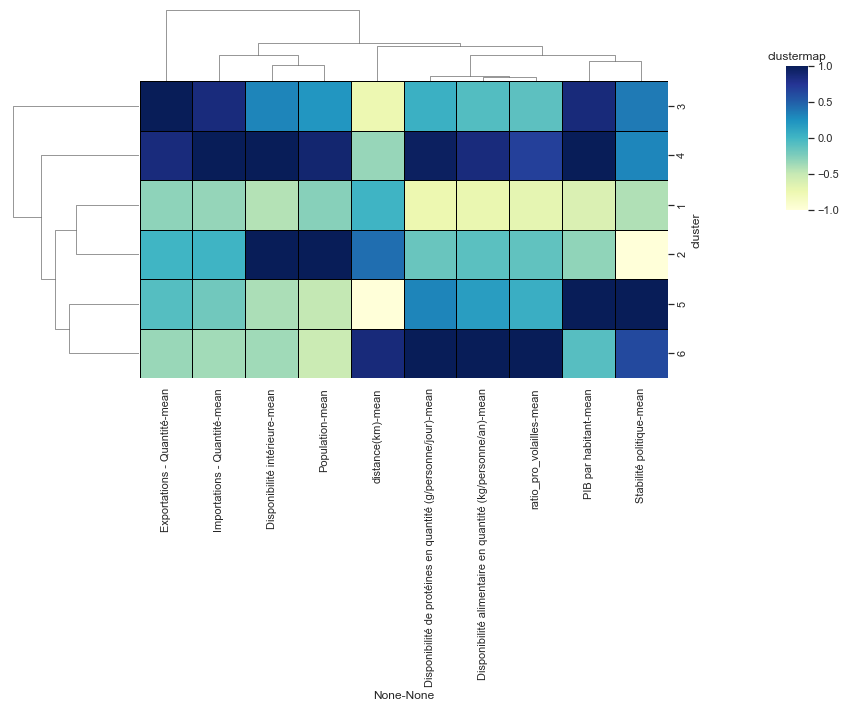 clustermap
1.0
0.5
0.0
−0.5
−1.0
3
4
1
2
5
6
cluster
Exportations - Quantité-mean
Importations - Quantité-mean
Disponibilité intérieure-mean
Population-mean
distance(km)-mean
Disponibilité de protéines en quantité (g/personne/jour)-mean
Disponibilité alimentaire en quantité (kg/personne/an)-mean
ratio_pro_volailles-mean
PIB par habitant-mean
Stabilité politique-mean
None-None